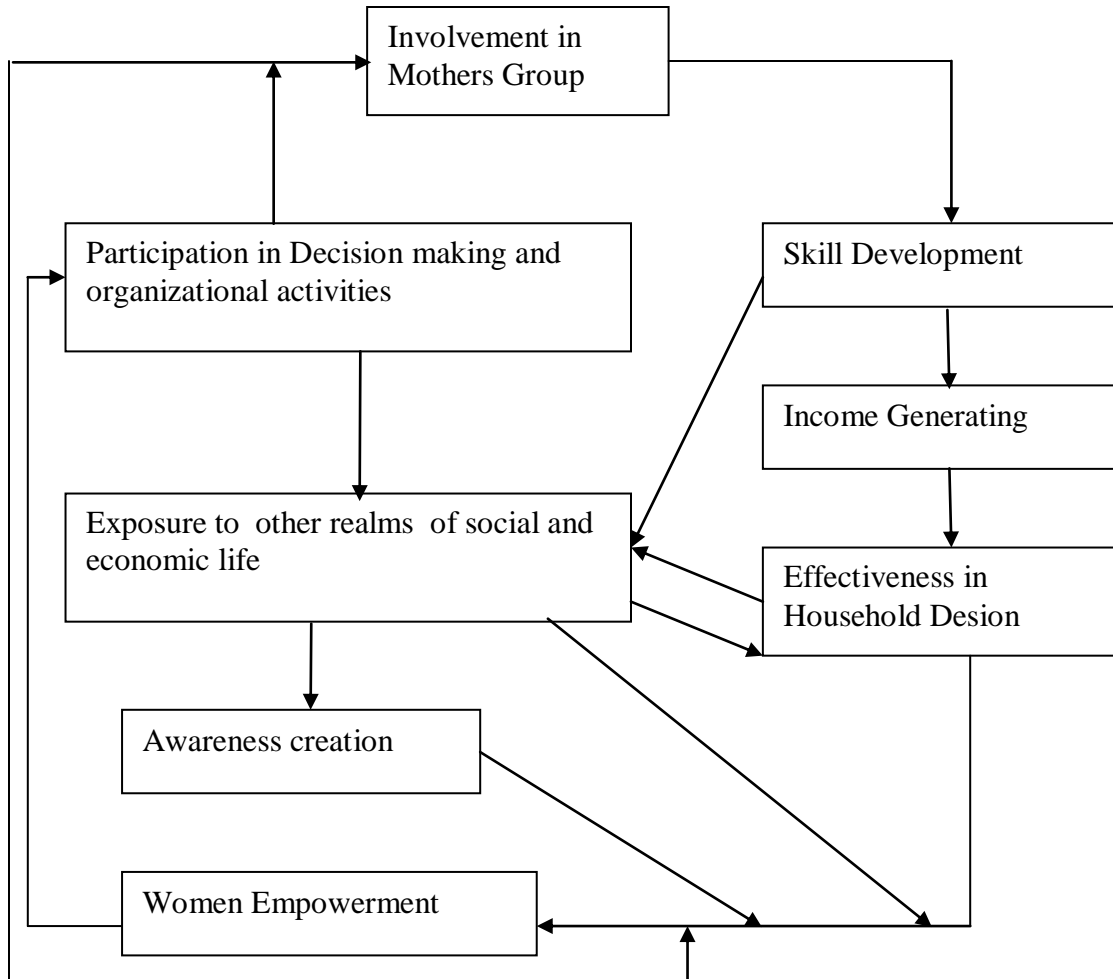 Involvement in
Mothers Group
Participation in Decision making and
organizational activities
Skill Development
Income Generating
Exposure to other realms of social and
economic life
Effectiveness in
Household Desion
Awareness creation
Women Empowerment